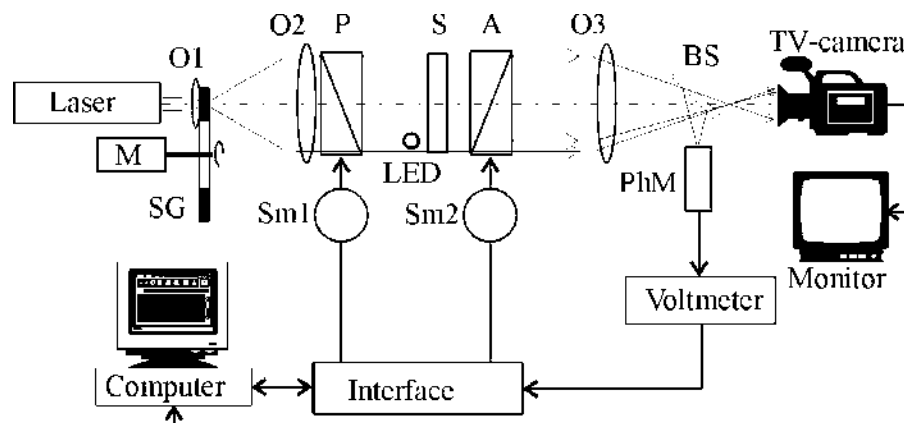 O1
O2
P
S
A
O3
BS
TV-camera
Laser
M
SG
LED
PhM
Sm1
Sm2
Monitor
Voltmeter
Computer
Interface